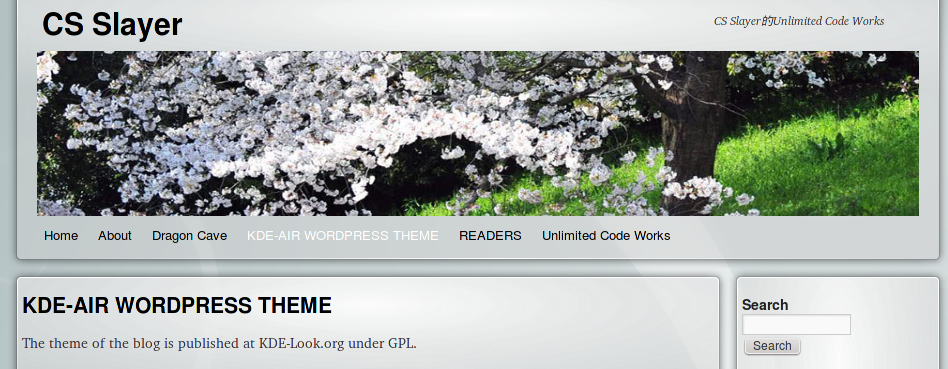 CS Slayer
CS Slayer的Unlimited Code Works
Home About Dragon Cave KDE-AIR WORDPRESS THEME READERS Unlimited Code Works
KDE-AIR WORDPRESS THEME
The theme of the blog is published at KDE-Look.org under GPL.
Search
Search